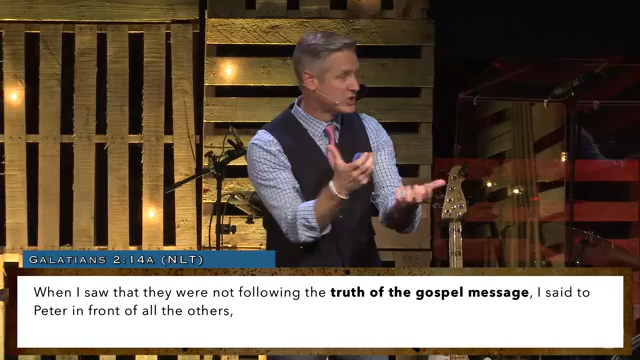 GALATIANS 2:14A (NLT)
When I saw that they were not following the truth of the gospel message, I said to
Peter in front of all the others,